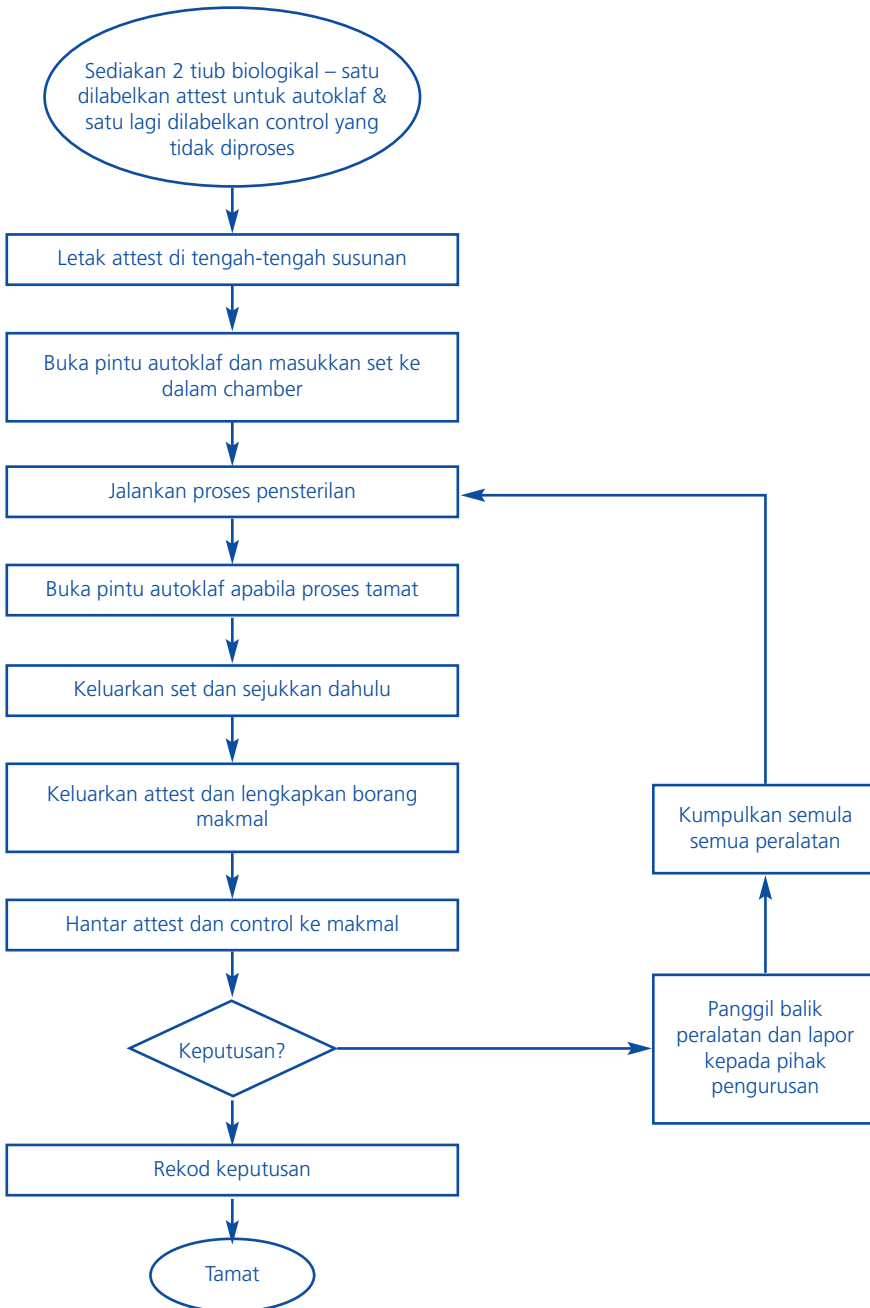 Sediakan 2 tiub biologikal – satu
dilabelkan attest untuk autoklaf &
satu lagi dilabelkan control yang
tidak diproses
Letak attest di tengah-tengah susunan
Buka pintu autoklaf dan masukkan set ke
dalam chamber
Jalankan proses pensterilan
Buka pintu autoklaf apabila proses tamat
Keluarkan set dan sejukkan dahulu
Keluarkan attest dan lengkapkan borang
makmal
Hantar attest dan control ke makmal
Keputusan?
Rekod keputusan
Tamat
Panggil balik
peralatan dan lapor
kepada pihak
pengurusan
Kumpulkan semula
semua peralatan